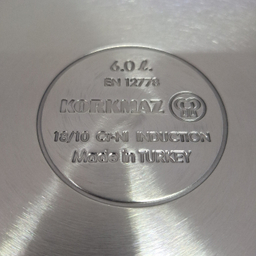 6.0 ℓ.
EN 12778
KORKMAZ
18/10 Cr-Ni INDUCTION
Made in TURKEY